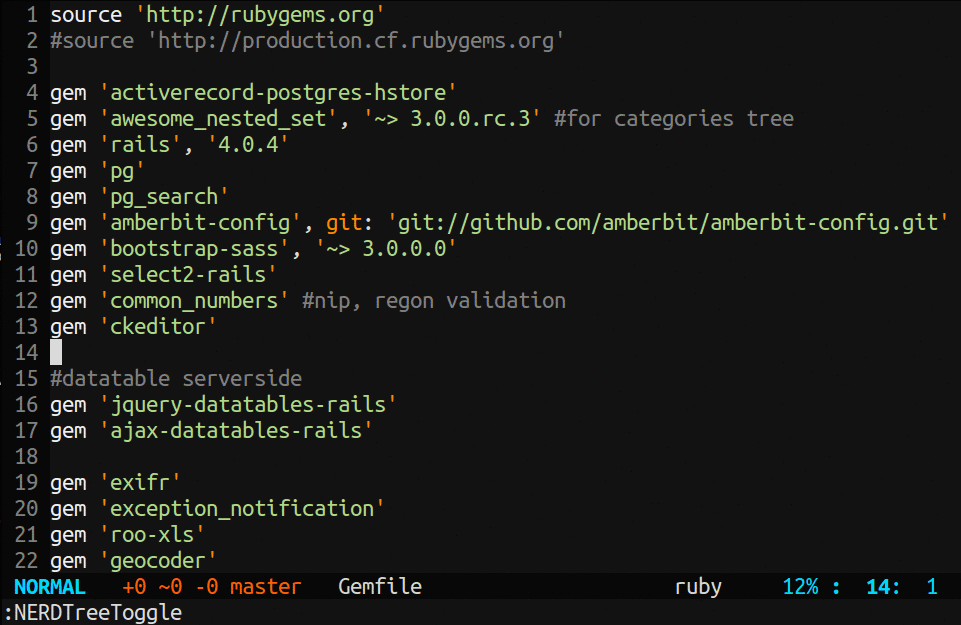 1 source 'http://rubygems.org'
2 #source 'http://production.cf.rubygems.org'
3
4 gem 'activerecord-postgres-hstore'
5 gem 'awesome_nested_set', '~> 3.0.0.rc.3' #for categories tree
6 gem 'rails', '4.0.4'
7 gem 'pg'
8 gem 'pg_search'
9 gem 'amberbit-config', git: 'git://github.com/amberbit/amberbit-config.git'
10 gem 'bootstrap-sass', '~> 3.0.0.0'
11 gem 'select2-rails'
12 gem 'common_numbers' #nip, regon validation
13 gem 'ckeditor'
14
15 #datatable serverside
16 gem 'jquery-datatables-rails'
17 gem 'ajax-datatables-rails'
18
19 gem 'exifr'
20 gem 'exception_notification'
21 gem 'roo-xls'
22 gem 'geocoder'
NORMAL +0 ~0 -0 master Gemfile ruby 12% : 14: 1
:NERDTreeToggle